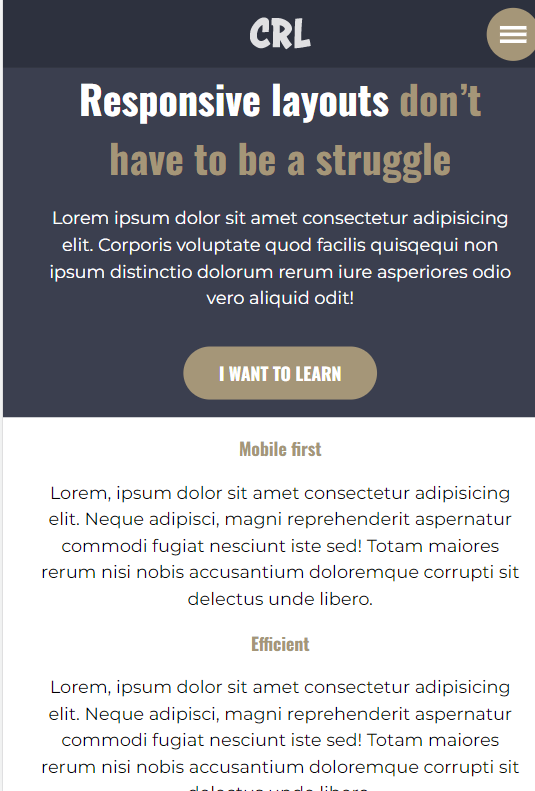 CRL
Responsive layouts don’t
have to be a struggle
Lorem ipsum dolor sit amet consectetur adipisicing
elit. Corporis voluptate quod facilis quisqequi non
ipsum distinctio dolorum rerum iure asperiores odio
vero aliquid odit!
I WANT TO LEARN
Mobile first
Lorem, ipsum dolor sit amet consectetur adipisicing
elit. Neque adipisci, magni reprehenderit aspernatur
commodi fugiat nesciunt iste sed! Totam maiores
rerum nisi nobis accusantium doloremque corrupti sit
delectus unde libero.
Efficient
Lorem, ipsum dolor sit amet consectetur adipisicing
elit. Neque adipisci, magni reprehenderit aspernatur
commodi fugiat nesciunt iste sed! Totam maiores
rerum nisi nobis accusantium doloremque corrupti sit